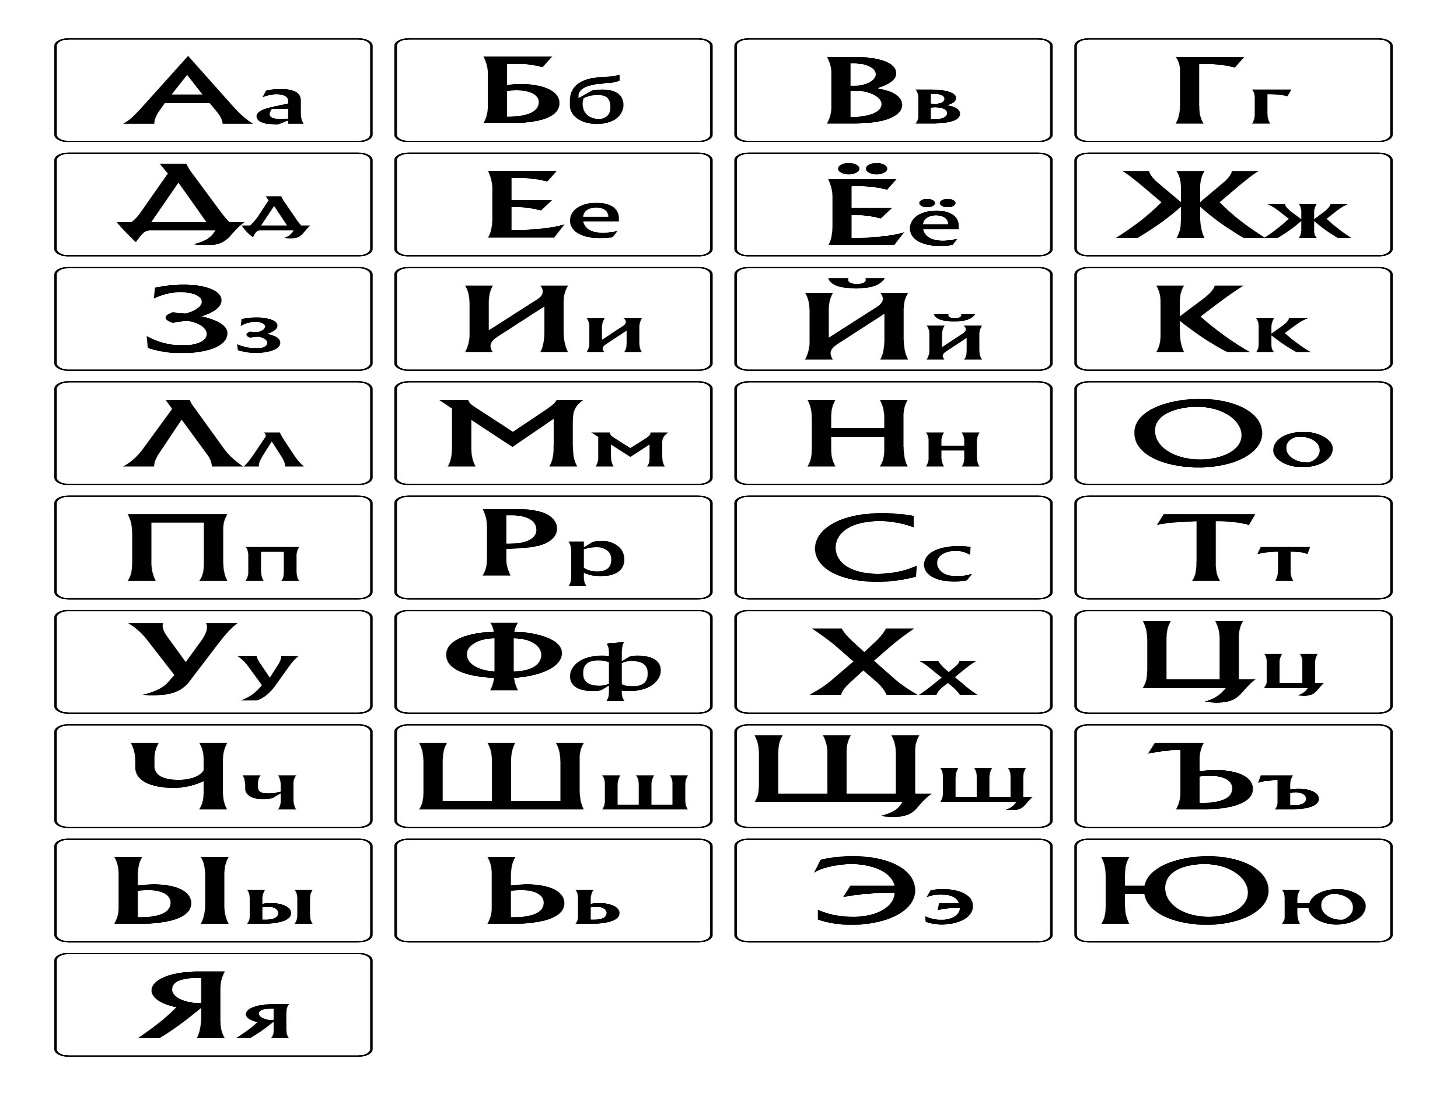 Аа Бб Вв Гг
Дд Ее Ёё Жж
Зз Ии Йй Кк
Лл Мм Нн Оо
Пп Рр Сс Тт
Уу Фф Хх Цц
Чч Шш Щщ Ъъ
Ыы Ьь Ээ Юю
Яя